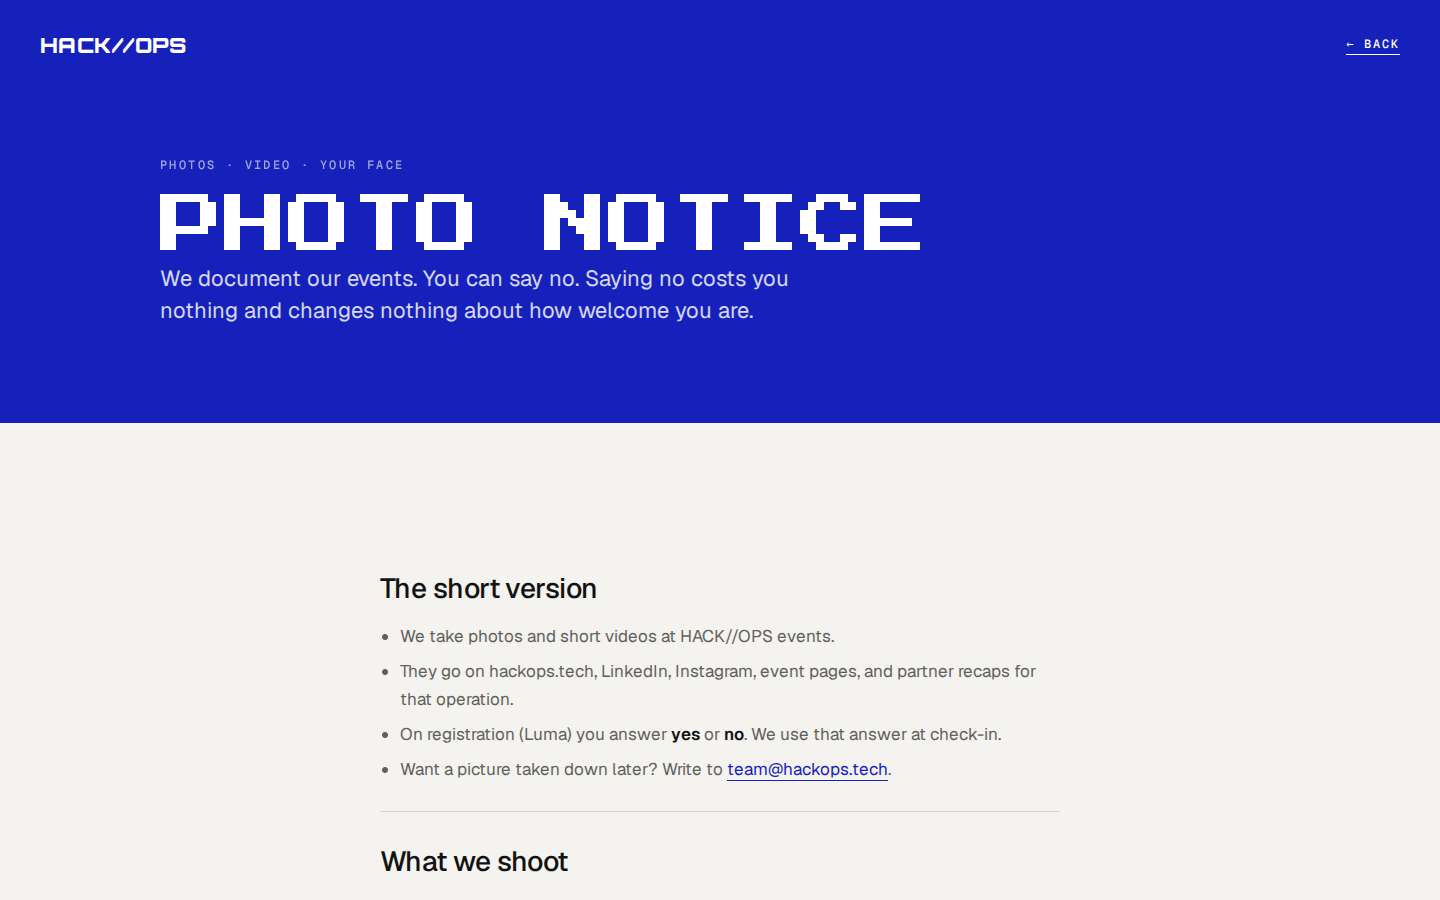 HACK//OPS
← BACK
PHOTOS · VIDEO · YOUR FACE
PHOTO NOTICE
We document our events. You can say no. Saying no costs you
nothing and changes nothing about how welcome you are.
The short version
• We take photos and short videos at HACK//OPS events.
• They go on hackops.tech, LinkedIn, Instagram, event pages, and partner recaps for
that operation.
• On registration (Luma) you answer yes or no. We use that answer at check-in.
• Want a picture taken down later? Write to team@hackops.tech.
What we shoot